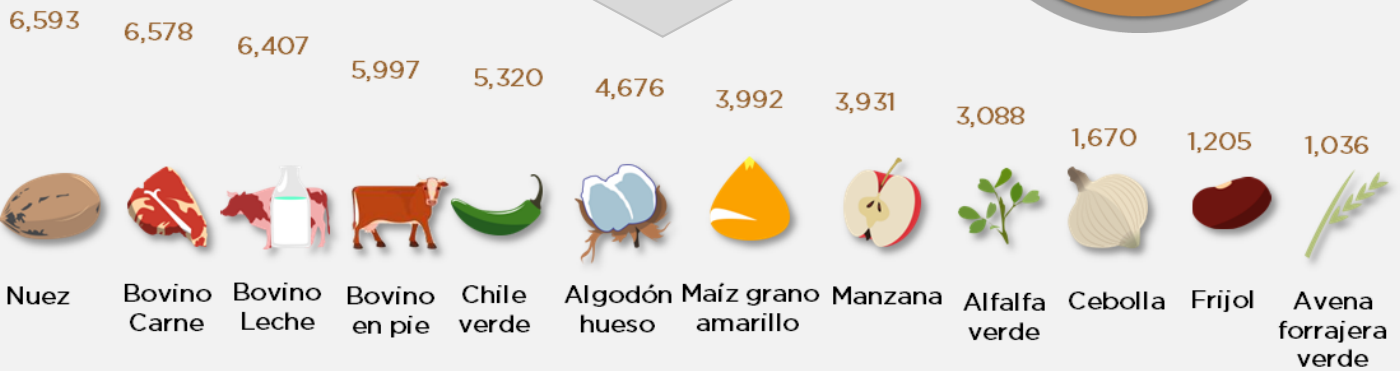 6,593
6,578
6,407
5,997
5,320
4,676
3,992
3,931
3,088
1,670
1,205
1,036
Nuez
Bovino
Carne
Bovino
Leche
Bovino
en pie
Chile
verde
Algodón
hueso
Maíz grano
amarillo
Manzana
Alfalfa
verde
Cebolla
Frijol
Avena
forrajera
verde